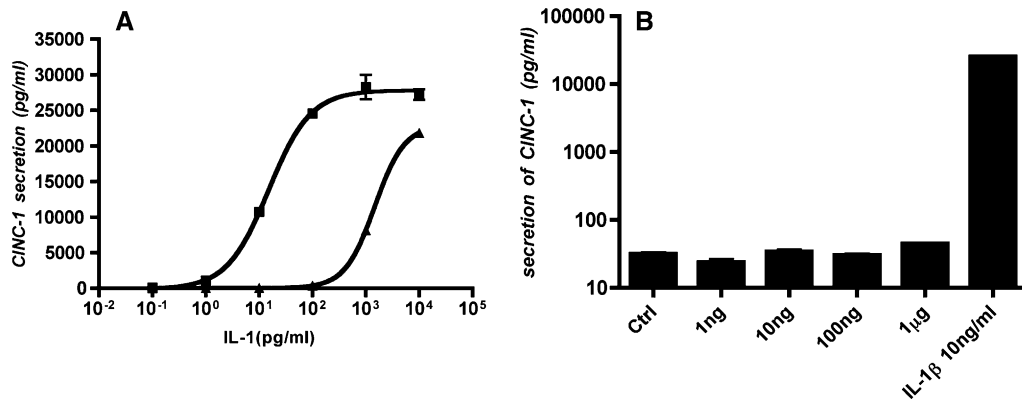 A
CINC-1 secretion (pg/ml)
35000
30000
25000
20000
15000
10000
5000
0
10-2
10-1
100
101
102
103
104
105
IL-1(pg/ml)
B
secretion of CINC-1 (pg/ml)
100000
10000
1000
100
10
Ctrl
1ng
10ng
100ng
1µg
IL-1β 10ng/ml